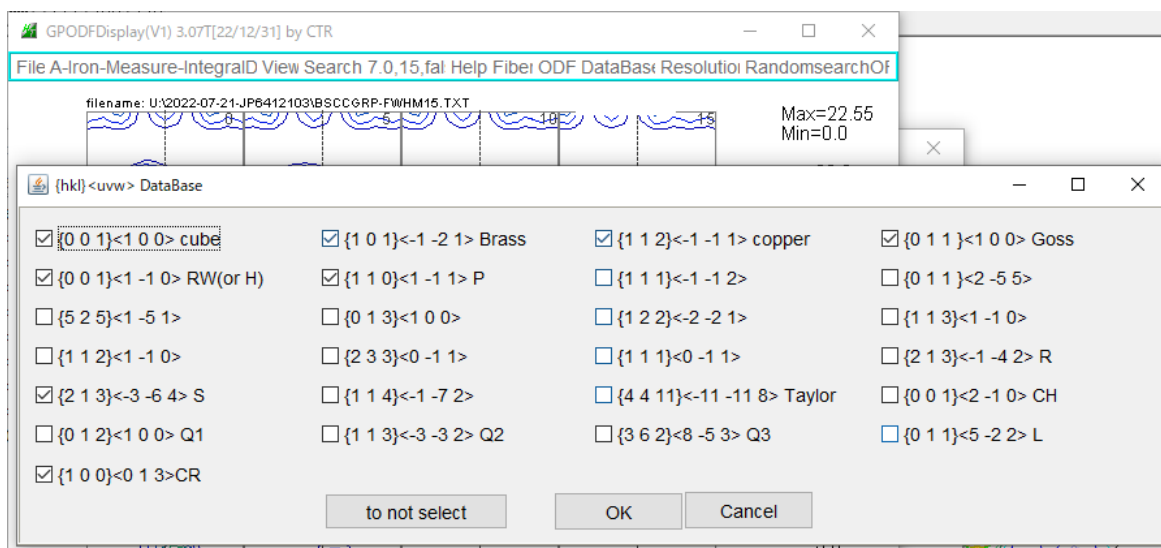 GPODFDisplay(V1) 3.07T[22/12/31] by CTR
File A-Iron-Measure-IntegralD View Search 7.0,15,fal Help Fiber ODF DataBase Resolution RandomsearchOF
filename: U:\2022-07-21-JP6412103\BSCCGRP-FWHM15.TXT
0 5 10 15
Max=22.55
Min=0.0
{hkl}<uvw> DataBase
{0 0 1}<1 0 0> cube {1 0 1}<-1 -2 1> Brass {1 1 2}<-1 -1 1> copper {0 1 1 }<1 0 0> Goss
{0 0 1}<1 -1 0> RW(or H) {1 1 0}<1 -1 1> P {1 1 1}<-1 -1 2> {0 1 1 }<2 -5 5>
{5 2 5}<1 -5 1> {0 1 3}<1 0 0> {1 2 2}<-2 -2 1> {1 1 3}<1 -1 0>
{1 1 2}<1 -1 0> {2 3 3}<0 -1 1> {1 1 1}<0 -1 1> {2 1 3}<-1 -4 2> R
{2 1 3}<-3 -6 4> S {1 1 4}<-1 -7 2> {4 4 11}<-11 -11 8> Taylor {0 0 1}<2 -1 0> CH
{0 1 2}<1 0 0> Q1 {1 1 3}<-3 -3 2> Q2 {3 6 2}<8 -5 3> Q3 {0 1 1}<5 -2 2> L
{1 0 0}<0 1 3>CR
to not select OK Cancel